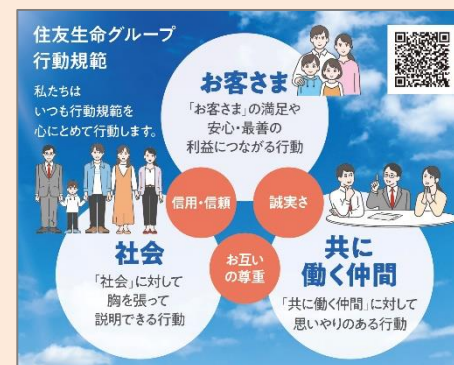 住友生命グループ
行動規範
私たちは
いつも行動規範を
心にとめて行動します。
お客さま
「お客さま」の満足や
安心・最善の
利益につながる行動
信用・信頼
誠実さ
お互い
の尊重
社会
「社会」に対して
胸を張って
説明できる行動
共に
働く仲間
「共に働く仲間」に対して
思いやりのある行動